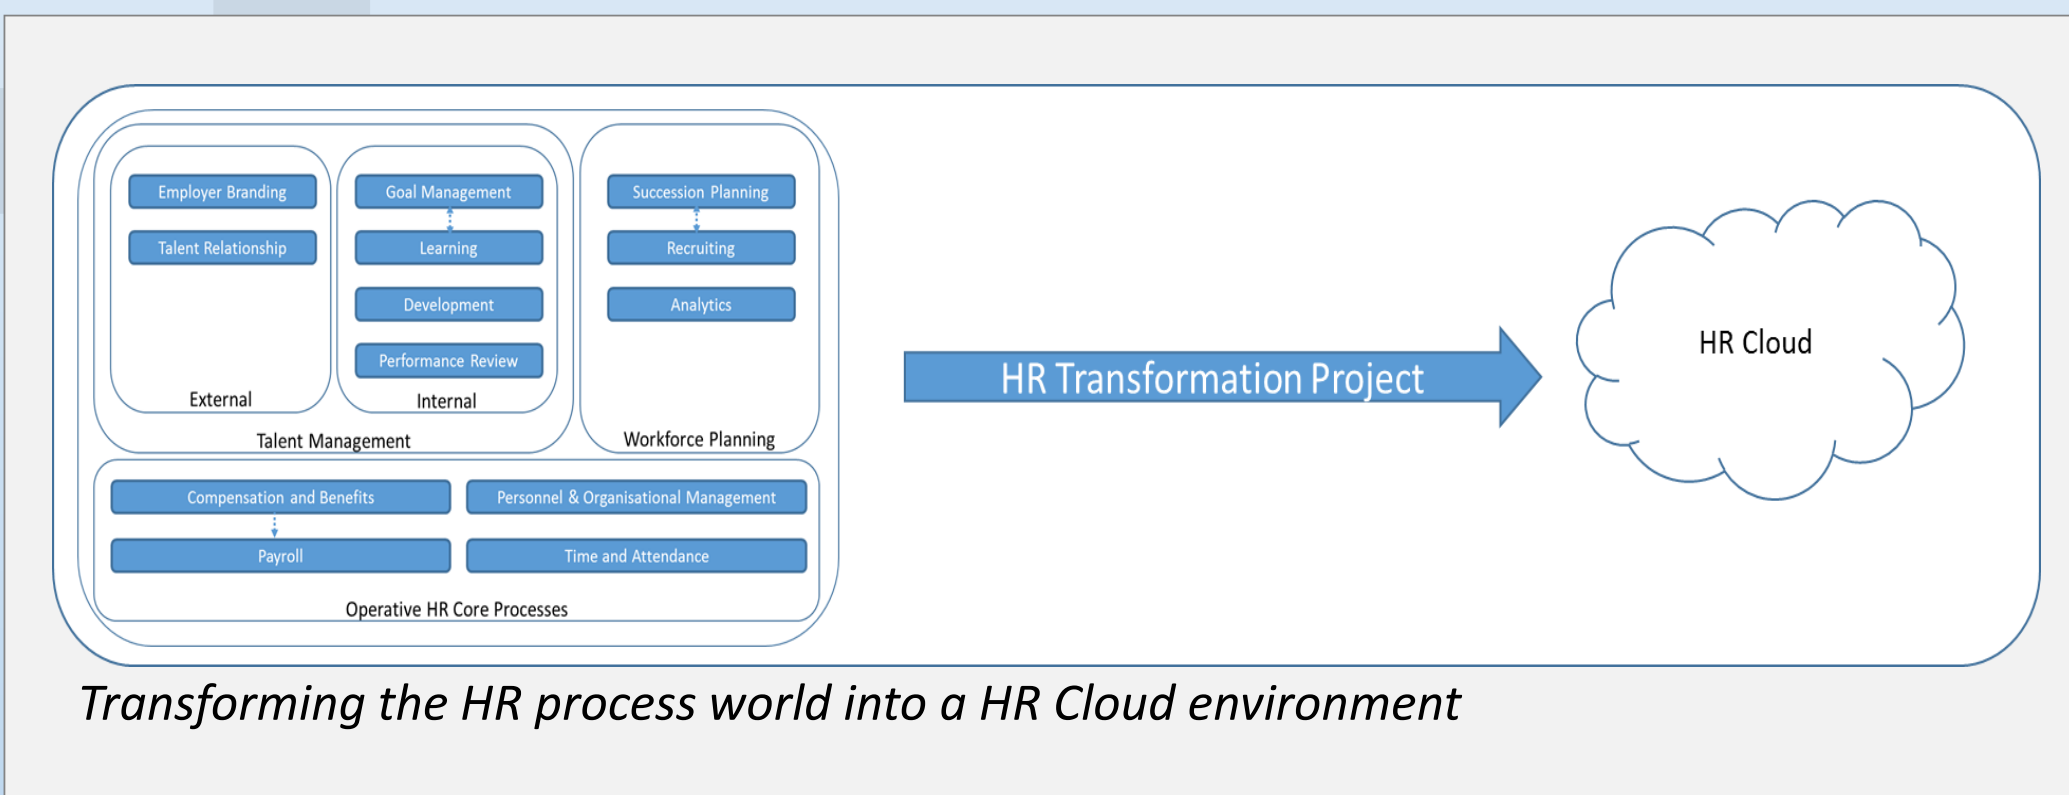 Employer Branding
Talent Relationship
External
Goal Management
Learning
Development
Performance Review
Internal
Talent Management
Succession Planning
Recruiting
Analytics
Workforce Planning
Compensation and Benefits
Personnel & Organisational Management
Payroll
Time and Attendance
Operative HR Core Processes
HR Transformation Project
HR Cloud
Transforming the HR process world into a HR Cloud environment